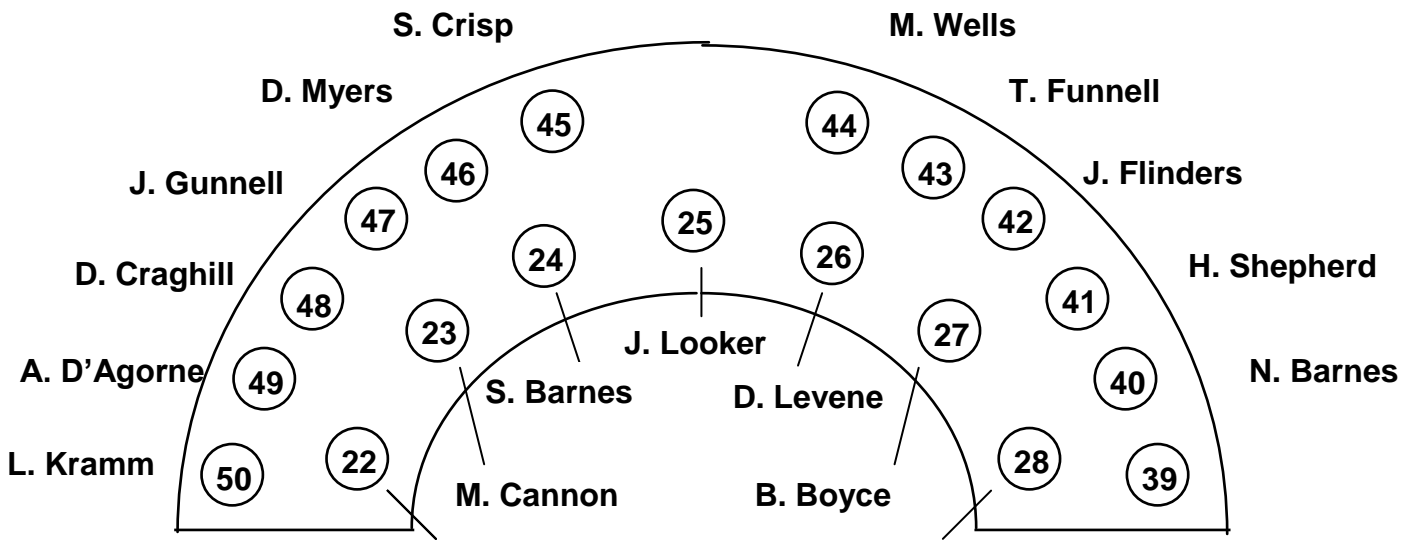 S. Crisp
M. Wells
D. Myers
T. Funnell
45
44
J. Gunnell
46
43
J. Flinders
47
42
25
24
26
D. Craghill
H. Shepherd
48
41
23
27
J. Looker
A. D'Agorne
49
40
N. Barnes
S. Barnes
D. Levene
L. Kramm
50
22
28
39
M. Cannon
B. Boyce